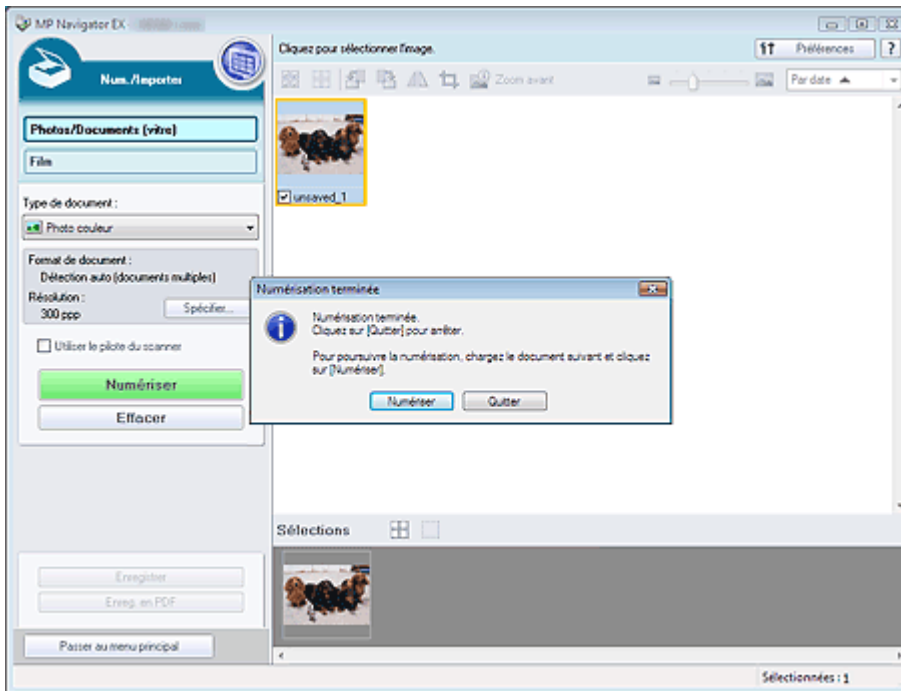 MP Navigator EX
Num./Importer
Cliquez pour sélectionner l'image.
Préférences
?
Zoom avant
Par date
Photos/Documents (vitre)
Film
unsaved_1
Type de document :
Photo couleur
Format de document :
Détection auto (documents multiples)
Résolution :
300 ppp
Spécifier...
Utiliser le pilote du scanner
Numériser
Effacer
Numérisation terminée
Numérisation terminée.
Cliquez sur [Quitter] pour arrêter.
Pour poursuivre la numérisation, chargez le document suivant et cliquez
sur [Numériser].
Numériser
Quitter
Sélections
Enregistrer
Enreg. en PDF
Passer au menu principal
Sélectionnées : 1